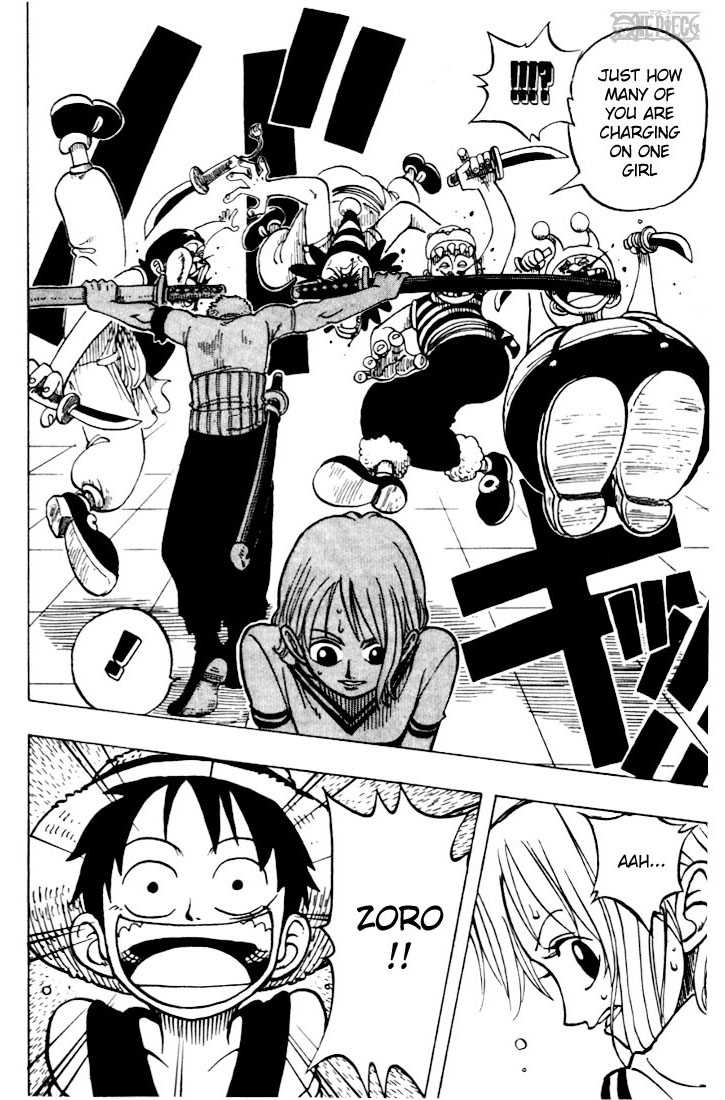 ONE PIECE
JUST HOW
MANY OF
YOU ARE
CHARGING
ON ONE
GIRL
!!!?
!
ZORO
!!
AAH...